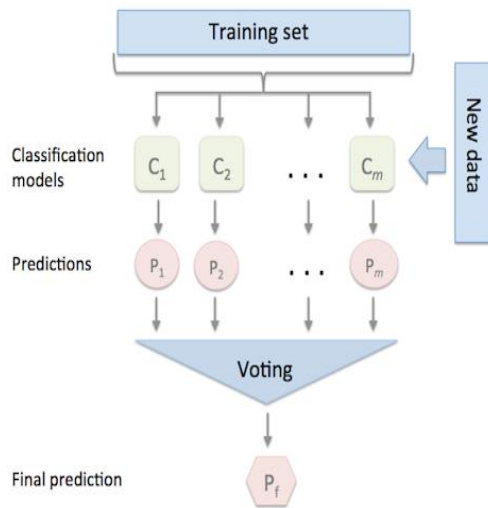 Training set
New data
Classification
models
C1 C2 . . . Cm
Predictions
P1 P2 . . . Pm
Voting
Final prediction
Pf